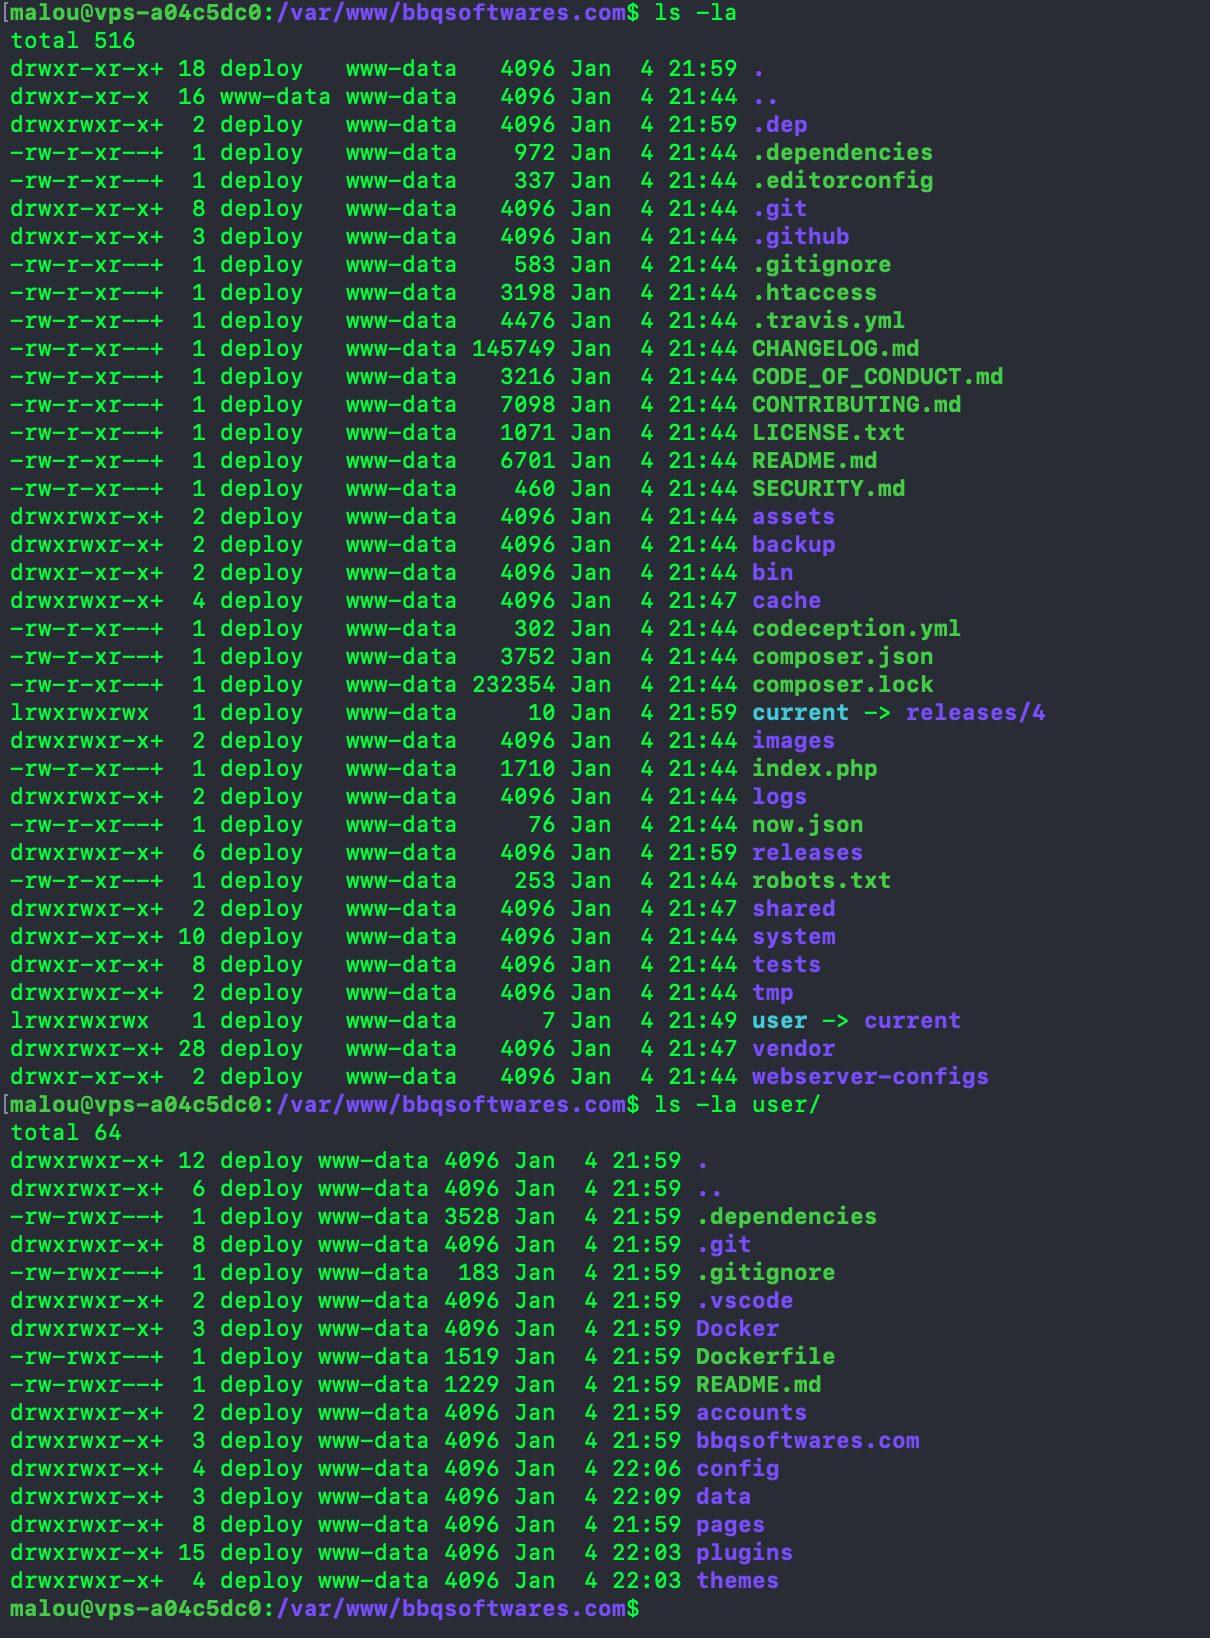 [malou@vps-a04c5dc0:/var/www/bbqsoftwares.com$ ls -la
total 516
drwxr-xr-x+ 18 deploy   www-data   4096 Jan  4 21:59 .
drwxr-xr-x  16 www-data www-data   4096 Jan  4 21:44 ..
drwxrwxr-x+  2 deploy   www-data   4096 Jan  4 21:59 .dep
-rw-r-xr--+  1 deploy   www-data    972 Jan  4 21:44 .dependencies
-rw-r-xr--+  1 deploy   www-data    337 Jan  4 21:44 .editorconfig
drwxr-xr-x+  8 deploy   www-data   4096 Jan  4 21:44 .git
drwxr-xr-x+  3 deploy   www-data   4096 Jan  4 21:44 .github
-rw-r-xr--+  1 deploy   www-data    583 Jan  4 21:44 .gitignore
-rw-r-xr--+  1 deploy   www-data   3198 Jan  4 21:44 .htaccess
-rw-r-xr--+  1 deploy   www-data   4476 Jan  4 21:44 .travis.yml
-rw-r-xr--+  1 deploy   www-data 145749 Jan  4 21:44 CHANGELOG.md
-rw-r-xr--+  1 deploy   www-data   3216 Jan  4 21:44 CODE_OF_CONDUCT.md
-rw-r-xr--+  1 deploy   www-data   7098 Jan  4 21:44 CONTRIBUTING.md
-rw-r-xr--+  1 deploy   www-data   1071 Jan  4 21:44 LICENSE.txt
-rw-r-xr--+  1 deploy   www-data   6701 Jan  4 21:44 README.md
-rw-r-xr--+  1 deploy   www-data    460 Jan  4 21:44 SECURITY.md
drwxrwxr-x+  2 deploy   www-data   4096 Jan  4 21:44 assets
drwxrwxr-x+  2 deploy   www-data   4096 Jan  4 21:44 backup
drwxrwxr-x+  2 deploy   www-data   4096 Jan  4 21:44 bin
drwxrwxr-x+  4 deploy   www-data   4096 Jan  4 21:47 cache
-rw-r-xr--+  1 deploy   www-data    302 Jan  4 21:44 codeception.yml
-rw-r-xr--+  1 deploy   www-data   3752 Jan  4 21:44 composer.json
-rw-r-xr--+  1 deploy   www-data 232354 Jan  4 21:44 composer.lock
lrwxrwxrwx   1 deploy   www-data     10 Jan  4 21:59 current -> releases/4
drwxrwxr-x+  2 deploy   www-data   4096 Jan  4 21:44 images
-rw-r-xr--+  1 deploy   www-data   1710 Jan  4 21:44 index.php
drwxrwxr-x+  2 deploy   www-data   4096 Jan  4 21:44 logs
-rw-r-xr--+  1 deploy   www-data     76 Jan  4 21:44 now.json
drwxrwxr-x+  6 deploy   www-data   4096 Jan  4 21:59 releases
-rw-r-xr--+  1 deploy   www-data    253 Jan  4 21:44 robots.txt
drwxrwxr-x+  2 deploy   www-data   4096 Jan  4 21:47 shared
drwxr-xr-x+ 10 deploy   www-data   4096 Jan  4 21:44 system
drwxr-xr-x+  8 deploy   www-data   4096 Jan  4 21:44 tests
drwxrwxr-x+  2 deploy   www-data   4096 Jan  4 21:44 tmp
lrwxrwxrwx   1 deploy   www-data      7 Jan  4 21:49 user -> current
drwxrwxr-x+ 28 deploy   www-data   4096 Jan  4 21:47 vendor
drwxr-xr-x+  2 deploy   www-data   4096 Jan  4 21:44 webserver-configs
[malou@vps-a04c5dc0:/var/www/bbqsoftwares.com$ ls -la user/
total 64
drwxrwxr-x+ 12 deploy www-data 4096 Jan  4 21:59 .
drwxrwxr-x+  6 deploy www-data 4096 Jan  4 21:59 ..
-rw-rwxr--+  1 deploy www-data 3528 Jan  4 21:59 .dependencies
drwxrwxr-x+  8 deploy www-data 4096 Jan  4 21:59 .git
-rw-rwxr--+  1 deploy www-data  183 Jan  4 21:59 .gitignore
drwxrwxr-x+  2 deploy www-data 4096 Jan  4 21:59 .vscode
drwxrwxr-x+  3 deploy www-data 4096 Jan  4 21:59 Docker
-rw-rwxr--+  1 deploy www-data 1519 Jan  4 21:59 Dockerfile
-rw-rwxr--+  1 deploy www-data 1229 Jan  4 21:59 README.md
drwxrwxr-x+  2 deploy www-data 4096 Jan  4 21:59 accounts
drwxrwxr-x+  3 deploy www-data 4096 Jan  4 21:59 bbqsoftwares.com
drwxrwxr-x+  4 deploy www-data 4096 Jan  4 22:06 config
drwxrwxr-x+  3 deploy www-data 4096 Jan  4 22:09 data
drwxrwxr-x+  8 deploy www-data 4096 Jan  4 21:59 pages
drwxrwxr-x+ 15 deploy www-data 4096 Jan  4 22:03 plugins
drwxrwxr-x+  4 deploy www-data 4096 Jan  4 22:03 themes
malou@vps-a04c5dc0:/var/www/bbqsoftwares.com$